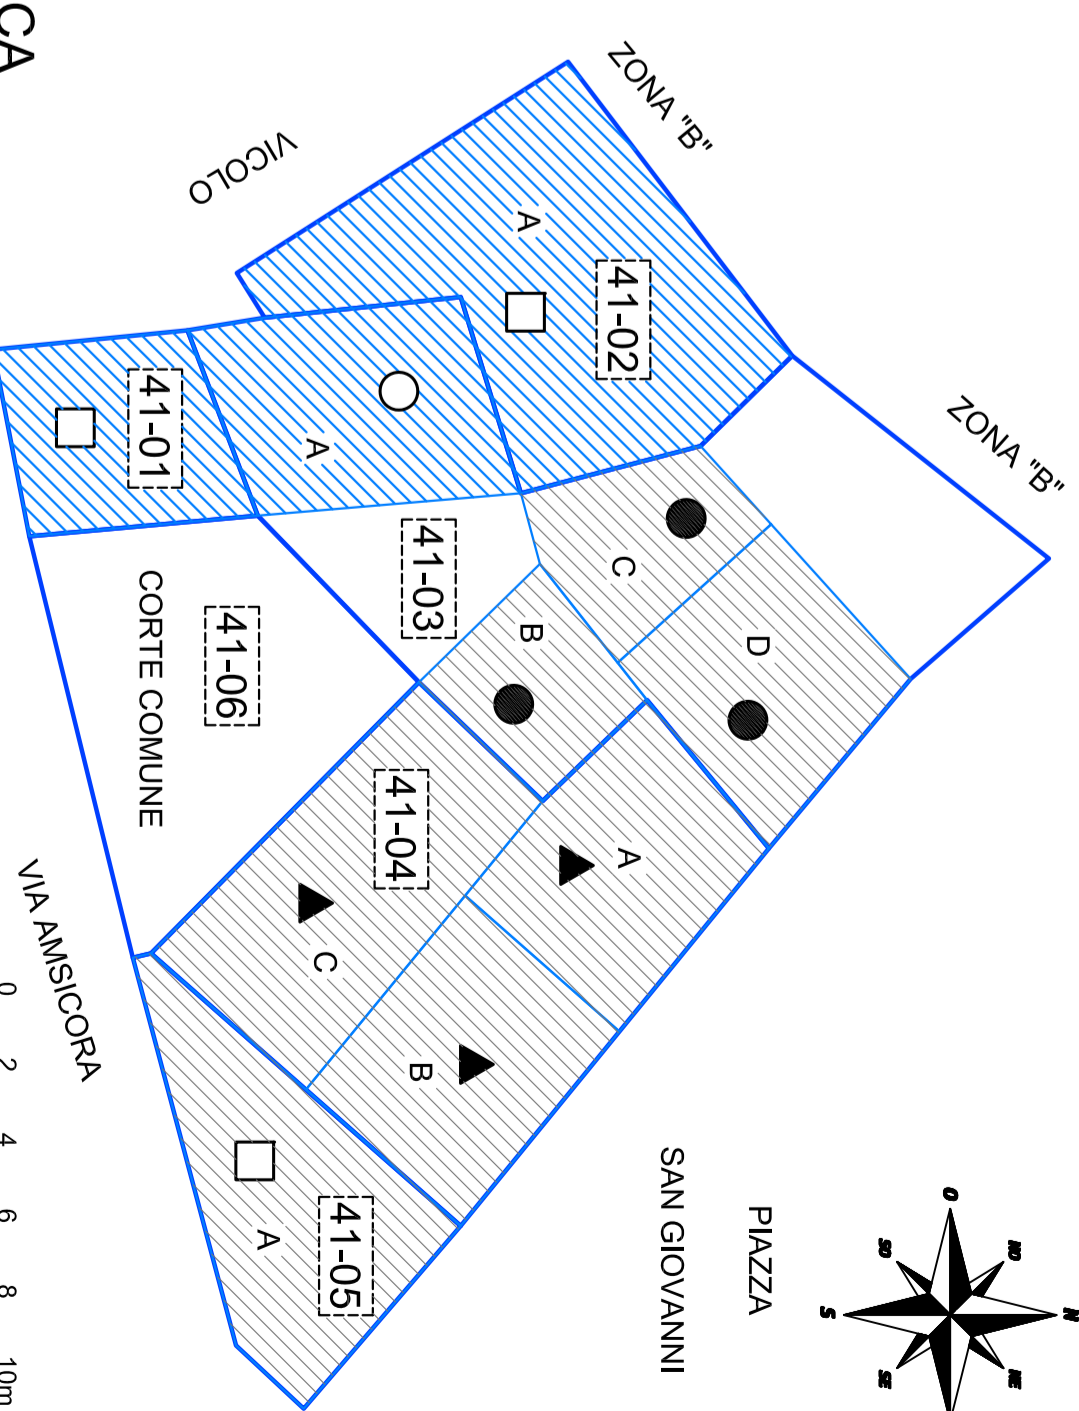 CA
ZONA "B"
ZONA "B"
VICOLO
A
41-02
41-01
A
41-03
C
D
B
41-06
CORTE COMUNE
41-04
A
C
B
41-05
A
VIA AMSICORA
PIAZZA
SAN GIOVANNI
O
NO
SO
N
S
NE
SE
0
2
4
6
8
10m